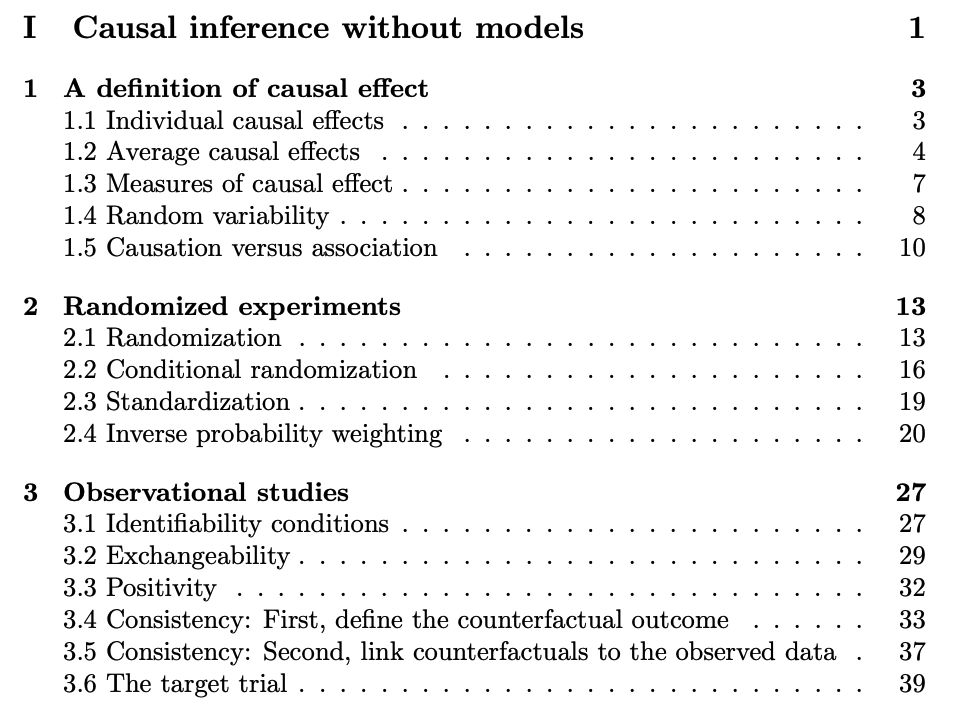 I Causal inference without models 1
1 A definition of causal effect 3
1.1 Individual causal effects . . . . . . . . . . . . . . . . . . . . . . . 3
1.2 Average causal effects . . . . . . . . . . . . . . . . . . . . . . . . 4
1.3 Measures of causal effect . . . . . . . . . . . . . . . . . . . . . . . 7
1.4 Random variability . . . . . . . . . . . . . . . . . . . . . . . . . . 8
1.5 Causation versus association . . . . . . . . . . . . . . . . . . . . 10
2 Randomized experiments 13
2.1 Randomization . . . . . . . . . . . . . . . . . . . . . . . . . . . . 13
2.2 Conditional randomization . . . . . . . . . . . . . . . . . . . . . 16
2.3 Standardization . . . . . . . . . . . . . . . . . . . . . . . . . . . . 19
2.4 Inverse probability weighting . . . . . . . . . . . . . . . . . . . . 20
3 Observational studies 27
3.1 Identifiability conditions . . . . . . . . . . . . . . . . . . . . . . . 27
3.2 Exchangeability . . . . . . . . . . . . . . . . . . . . . . . . . . . . 29
3.3 Positivity . . . . . . . . . . . . . . . . . . . . . . . . . . . . . . . 32
3.4 Consistency: First, define the counterfactual outcome . . . . . . 33
3.5 Consistency: Second, link counterfactuals to the observed data . 37
3.6 The target trial . . . . . . . . . . . . . . . . . . . . . . . . . . . . 39